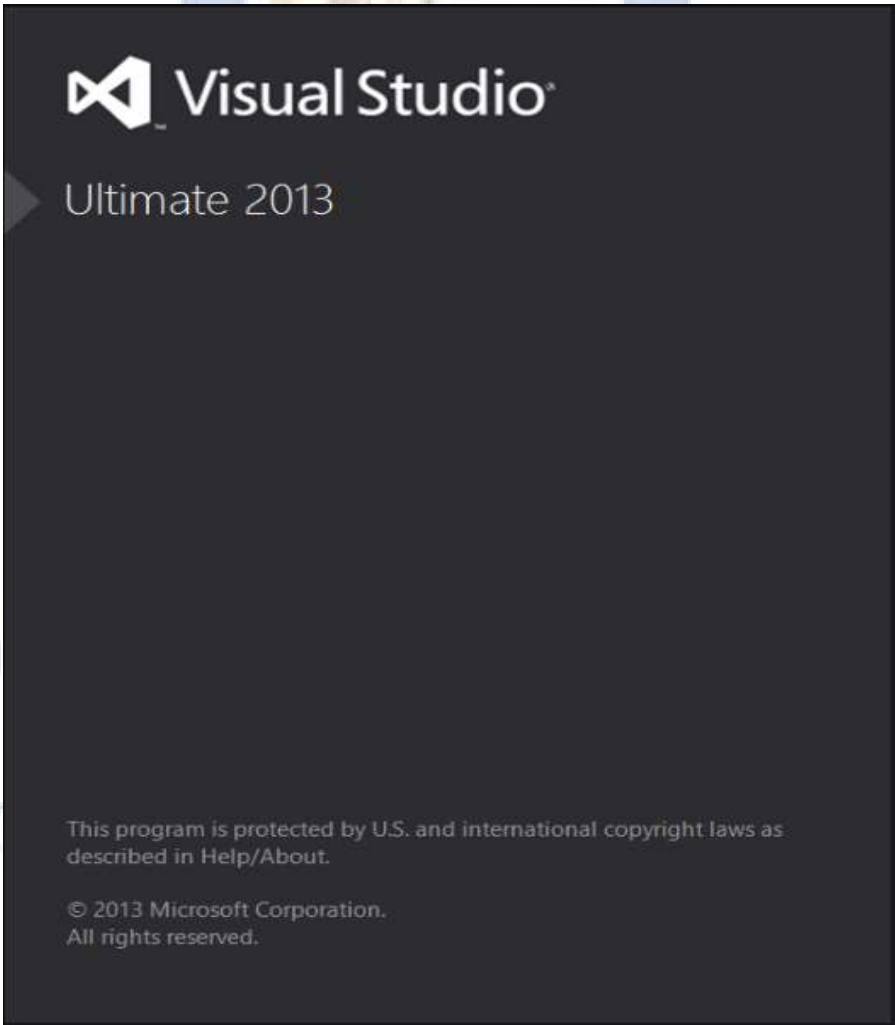 Visual Studio®
Ultimate 2013
This program is protected by U.S. and international copyright laws as
described in Help/About.
© 2013 Microsoft Corporation.
All rights reserved.